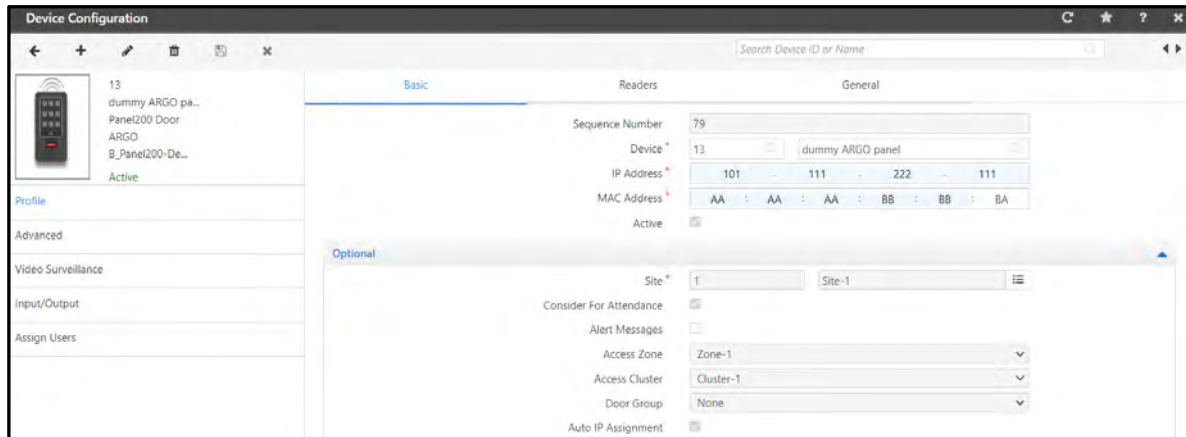 Device Configuration
Search Device ID or Name
13
dummy ARGO pa...
Panel200 Door
ARGO
B_Panel200-De...
Active
Profile
Advanced
Video Surveillance
Input/Output
Assign Users
Basic Readers General
Sequence Number 79
Device * 13 dummy ARGO panel
IP Address * 101 . 111 . 222 . 111
MAC Address * AA : AA : AA : BB : BB : BA
Active
Optional
Site * 1 Site-1
Consider For Attendance
Alert Messages
Access Zone Zone-1
Access Cluster Cluster-1
Door Group None
Auto IP Assignment